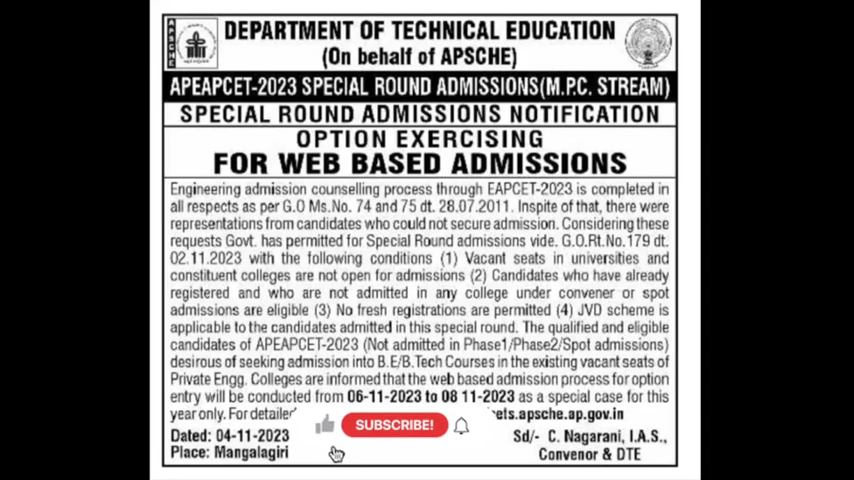 APSCHE
DEPARTMENT OF TECHNICAL EDUCATION
(On behalf of APSCHE)
APEAPCET-2023 SPECIAL ROUND ADMISSIONS(M.P.C. STREAM)
SPECIAL ROUND ADMISSIONS NOTIFICATION
OPTION EXERCISING
FOR WEB BASED ADMISSIONS
Engineering admission counselling process through EAPCET-2023 is completed in
all respects as per G.O Ms.No. 74 and 75 dt. 28.07.2011. Inspite of that, there were
representations from candidates who could not secure admission. Considering these
requests Govt. has permitted for Special Round admissions vide. G.O.Rt.No.179 dt.
02.11.2023 with the following conditions (1) Vacant seats in universities and
constituent colleges are not open for admissions (2) Candidates who have already
registered and who are not admitted in any college under convener or spot
admissions are eligible (3) No fresh registrations are permitted (4) JVD scheme is
applicable to the candidates admitted in this special round. The qualified and eligible
candidates of APEAPCET-2023 (Not admitted in Phase1/Phase2/Spot admissions)
desirous of seeking admission into B.E/B.Tech Courses in the existing vacant seats of
Private Engg. Colleges are informed that the web based admission process for option
entry will be conducted from 06-11-2023 to 08 11-2023 as a special case for this
year only. For detailed ets.apsche.ap.gov.in
SUBSCRIBE!
Dated: 04-11-2023 Sd/- C. Nagarani, I.A.S.,
Place: Mangalagiri Convenor & DTE